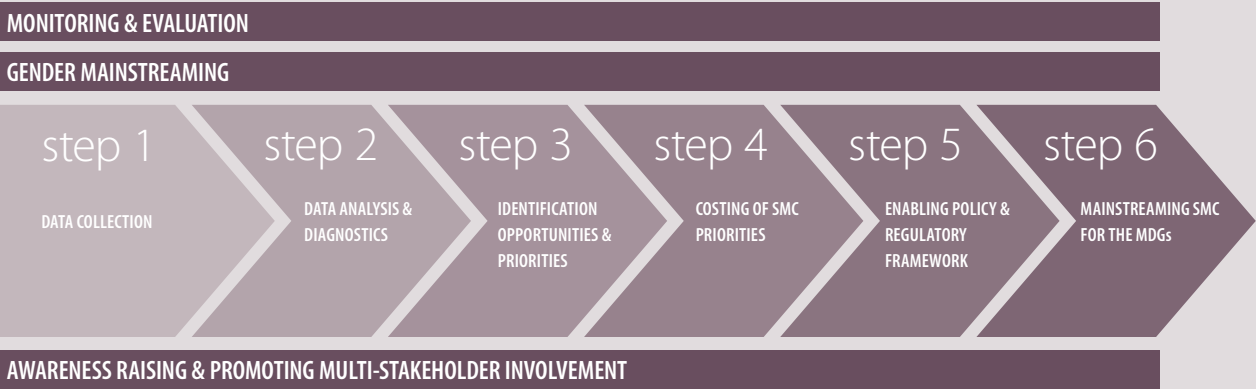 MONITORING & EVALUATION
GENDER MAINSTREAMING
step 1
DATA COLLECTION
step 2
DATA ANALYSIS &
DIAGNOSTICS
step 3
IDENTIFICATION
OPPORTUNITIES &
PRIORITIES
step 4
COSTING OF SMC
PRIORITIES
step 5
ENABLING POLICY &
REGULATORY
FRAMEWORK
step 6
MAINSTREAMING SMC
FOR THE MDGs
AWARENESS RAISING & PROMOTING MULTI-STAKEHOLDER INVOLVEMENT